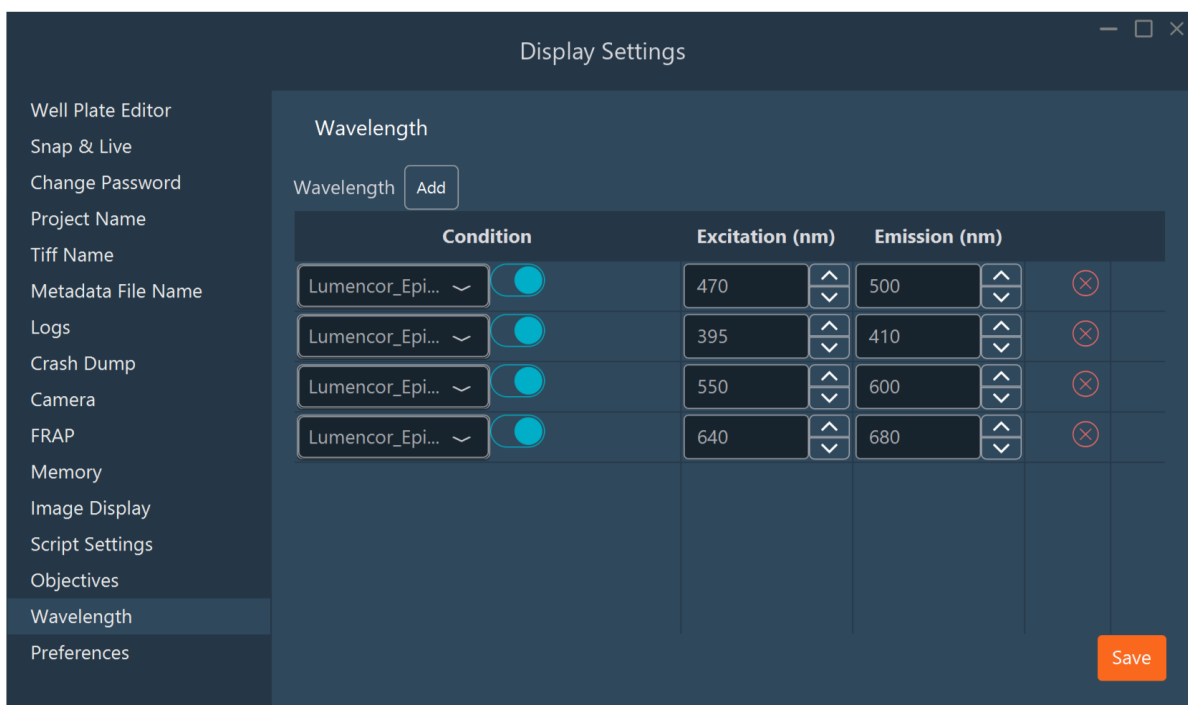 Display Settings
Well Plate Editor
Snap & Live
Change Password
Project Name
Tiff Name
Metadata File Name
Logs
Crash Dump
Camera
FRAP
Memory
Image Display
Script Settings
Objectives
Wavelength
Preferences
Wavelength
Wavelength Add
Condition Excitation (nm) Emission (nm)
Lumencor_Epi... 470 500
Lumencor_Epi... 395 410
Lumencor_Epi... 550 600
Lumencor_Epi... 640 680
Save